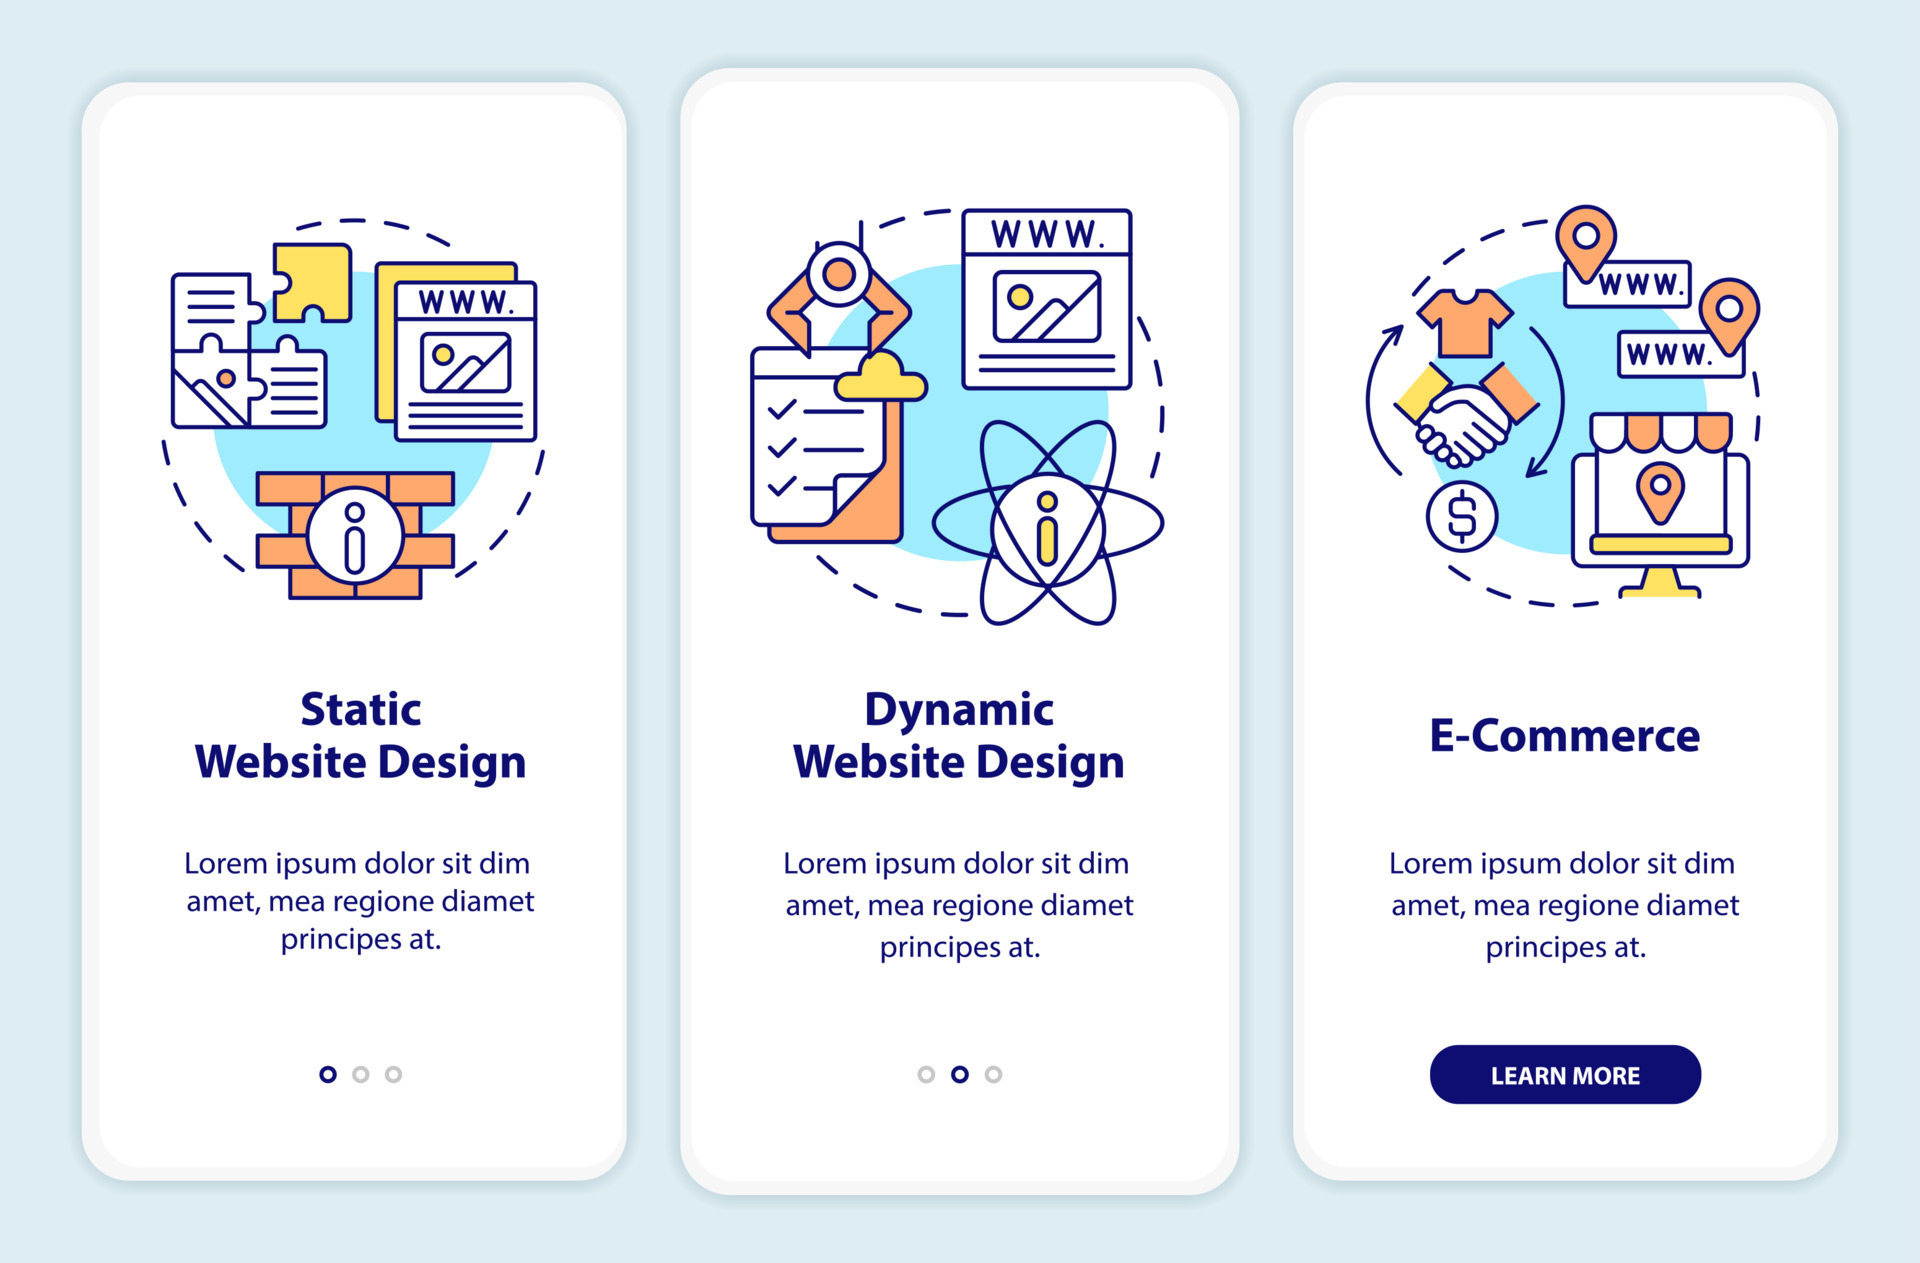 WWW.
Static
Website Design
Lorem ipsum dolor sit dim
amet, mea regione diamet
principes at.
WWW.
Dynamic
Website Design
Lorem ipsum dolor sit dim
amet, mea regione diamet
principes at.
WWW.
WWW.
$
E-Commerce
Lorem ipsum dolor sit dim
amet, mea regione diamet
principes at.
LEARN MORE